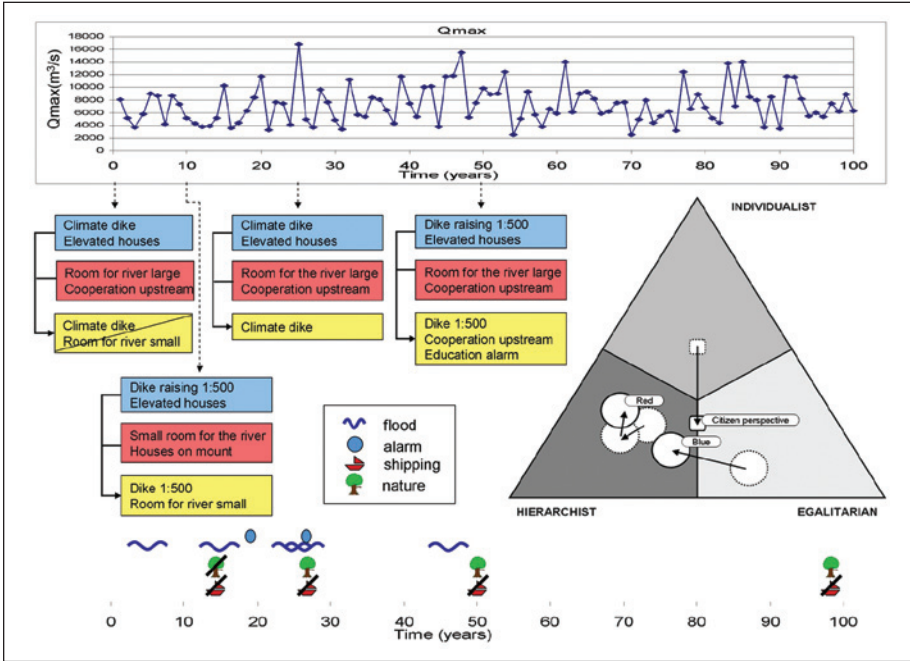 Qmax
Qmax(m³/s)
18000
16000
14000
12000
10000
8000
6000
4000
2000
0
0 10 20 30 40 50 60 70 80 90 100
Time (years)
Climate dike
Elevated houses
Room for river large
Cooperation upstream
Climate dike
Room for river small
Climate dike
Elevated houses
Room for the river large
Cooperation upstream
Climate dike
Dike raising 1:500
Elevated houses
Room for the river large
Cooperation upstream
Dike 1:500
Cooperation upstream
Education alarm
Dike raising 1:500
Elevated houses
Small room for the river
Houses on mount
Dike 1:500
Room for river small
flood
alarm
shipping
nature
INDIVIDUALIST
Red
Citizen perspective
Blue
HIERARCHIST
EGALITARIAN
0 10 20 30 40 50 60 70 80 90 100
Time (years)